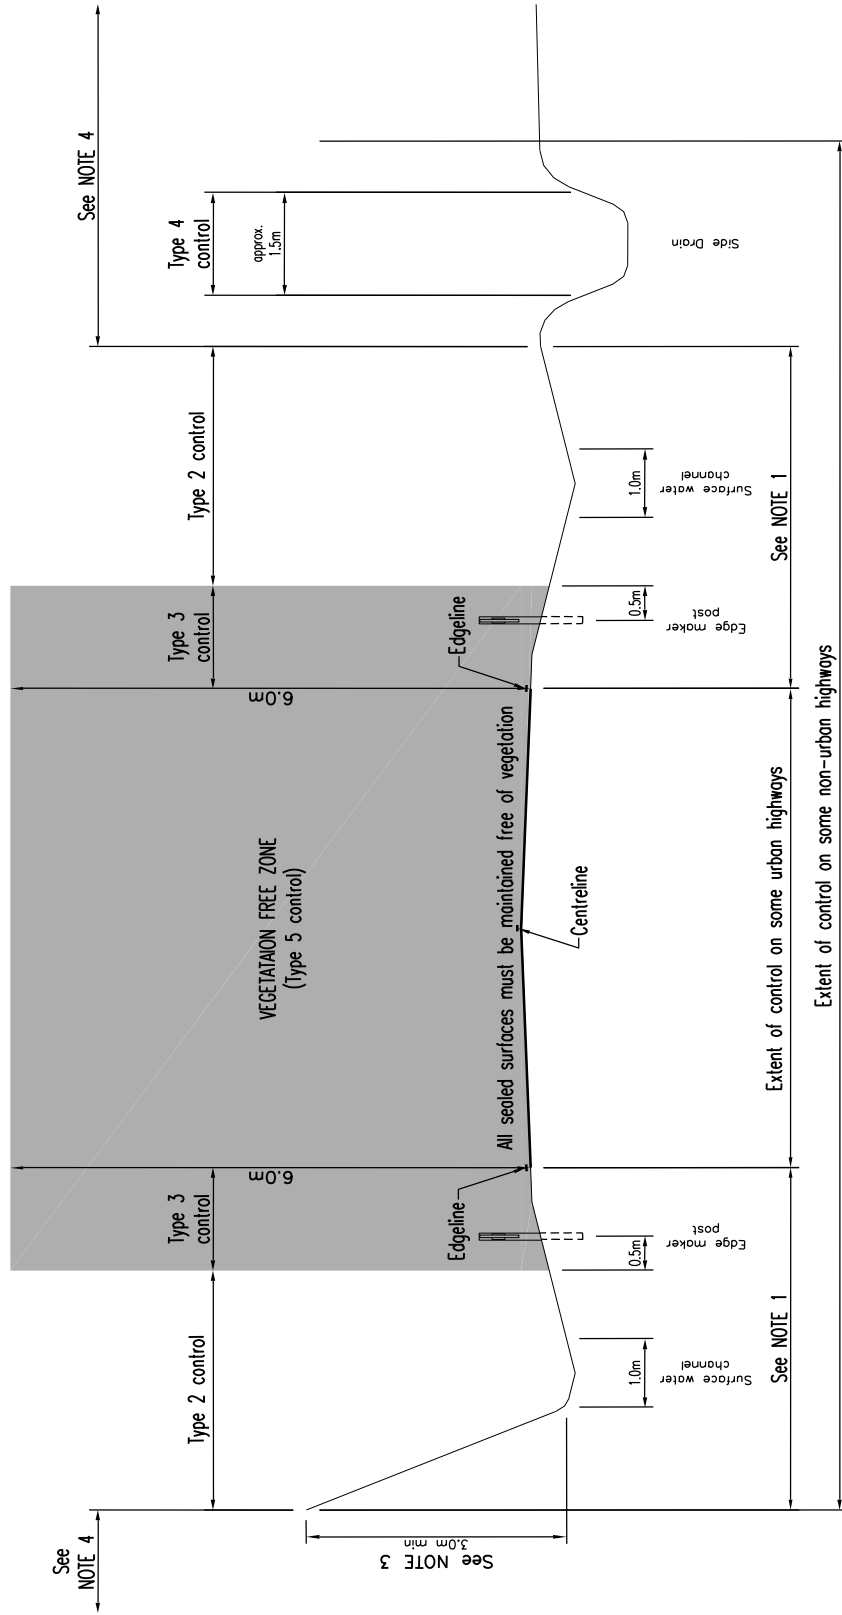 See
NOTE 4
See NOTE 4
Type 4
control
approx.
1.5m
Type 2 control
Type 3
control
Type 3
control
Type 2 control
6.0m
6.0m
VEGETATAION FREE ZONE
(Type 5 control)
Edgeline
Edgeline
All sealed surfaces must be maintained free of vegetation
Centreline
See NOTE 3
3.0m min
1.0m
Surface water
channel
0.5m
Edge maker
post
0.5m
Edge maker
post
1.0m
Surface water
channel
Side Drain
See NOTE 1
Extent of control on some urban highways
See NOTE 1
Extent of control on some non-urban highways